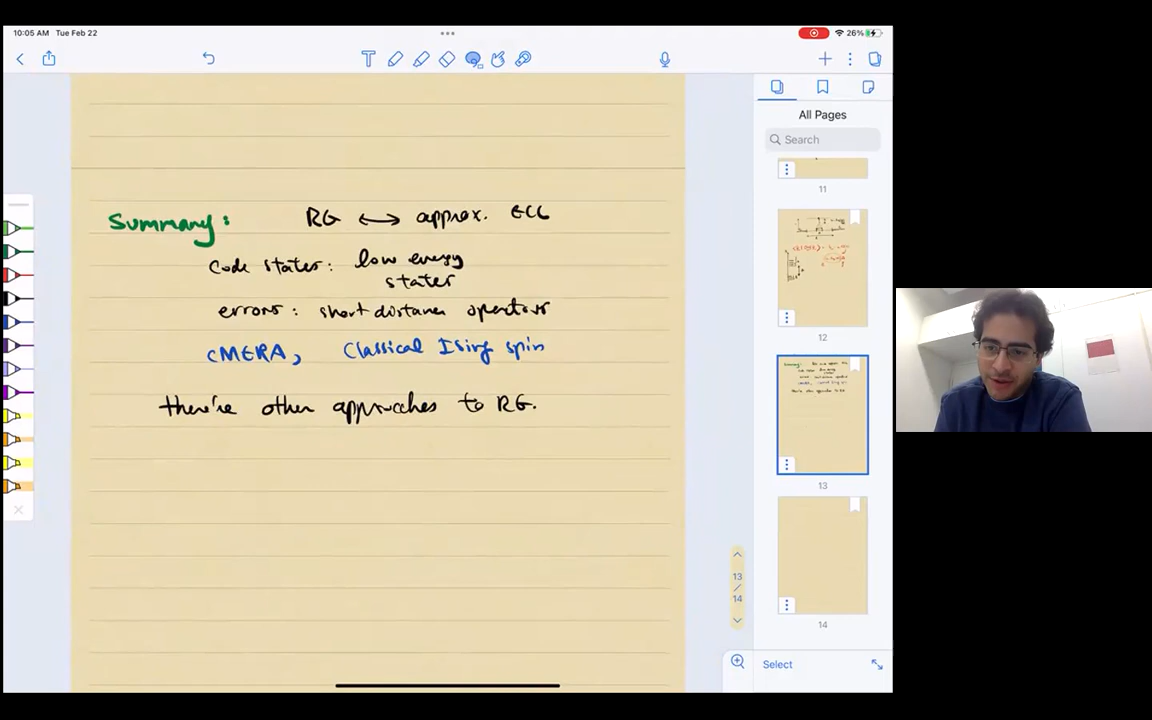 10:05 AM Tue Feb 22
26%
All Pages
Search
11
Summary: RG ↔ approx. ECC
Code states: low energy
states
errors: short distance operators
cMERA, Classical Ising spin
there're other approaches to RG.
12
13
13
/
14
14
Select